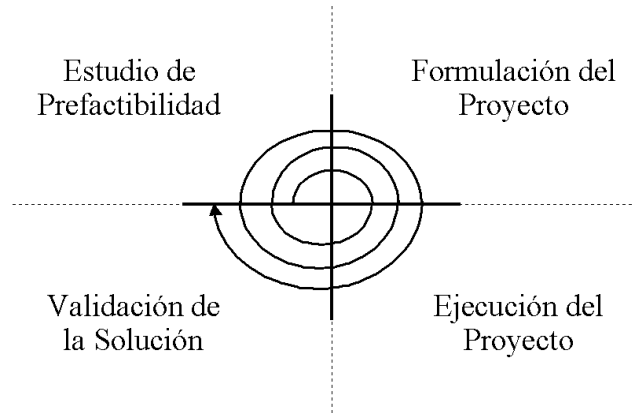 Estudio de
Prefactibilidad
Formulación del
Proyecto
Validación de
la Solución
Ejecución del
Proyecto